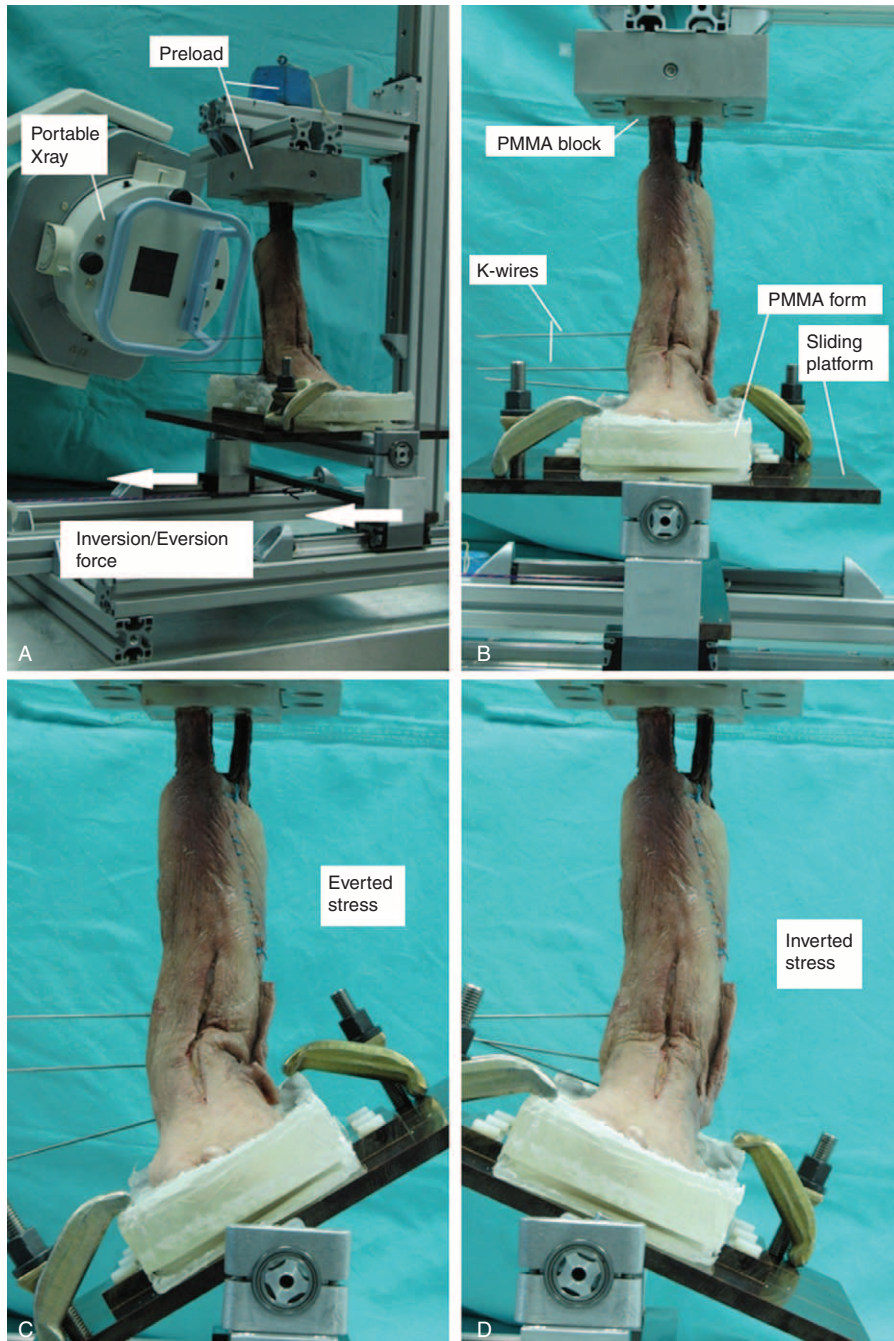 Preload
Portable
Xray
Inversion/Eversion
force
A
PMMA block
K-wires
PMMA form
Sliding
platform
B
Everted
stress
C
Inverted
stress
D